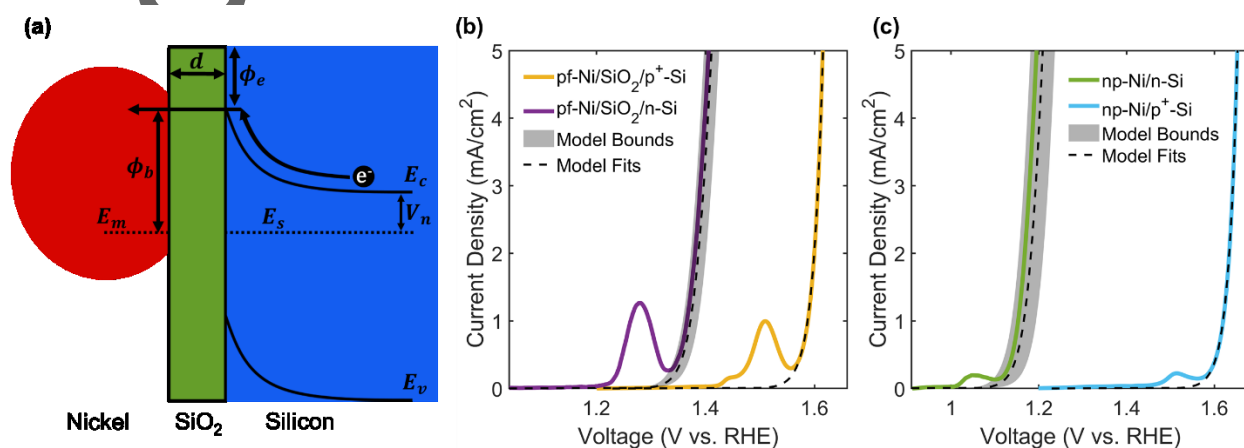 (a)
d
ϕe
ϕb
e-
Ec
Em
Es
Vn
Ev
Nickel
SiO2
Silicon
(b)
Current Density (mA/cm2)
5
4
3
2
1
0
pf-Ni/SiO2/p+-Si
pf-Ni/SiO2/n-Si
Model Bounds
Model Fits
1.2
1.4
1.6
Voltage (V vs. RHE)
(c)
Current Density (mA/cm2)
5
4
3
2
1
0
np-Ni/n-Si
np-Ni/p+-Si
Model Bounds
Model Fits
1
1.2
1.4
1.6
Voltage (V vs. RHE)